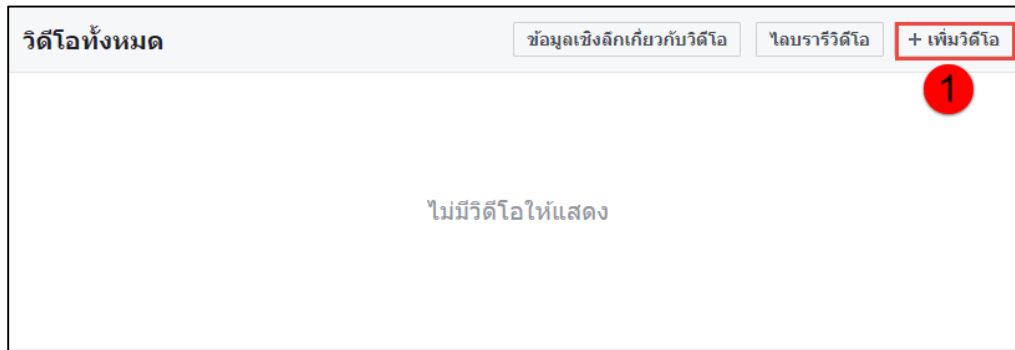 วิดีโอทั้งหมด ข้อมูลเชิงลึกเกี่ยวกับวิดีโอ ไลบรารีวิดีโอ + เพิ่มวิดีโอ
1
ไม่มีวิดีโอให้แสดง